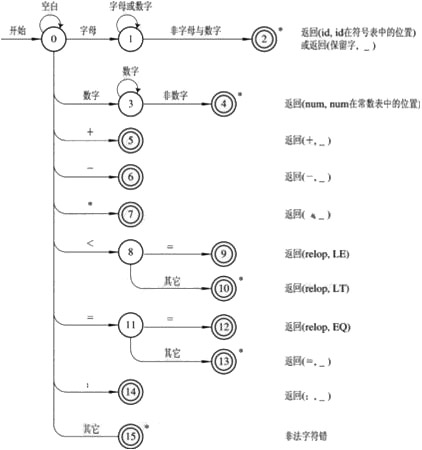 空白 字母或数字
开始 0 字母 1 非字母与数字 2 * 返回(id, id在符号表中的位置)
或返回(保留字, _)
数字
数字 3 非数字 4 * 返回(num, num在常数表中的位置)
+ 5 返回(+, _)
− 6 返回(−, _)
* 7 返回( , _)
< 8 = 9 返回(relop, LE)
其它 10 * 返回(relop, LT)
= 11 = 12 返回(relop, EQ)
其它 13 * 返回(=, _)
; 14 返回(; , _)
其它 15 * 非法字符错